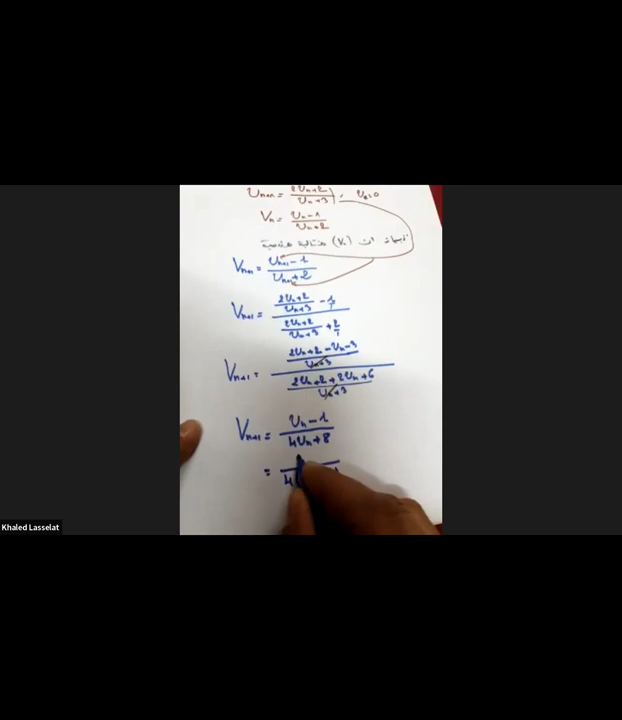 Uₙ₊₁ = (2Uₙ+2)/(Uₙ+3), U₀=0
Vₙ = (Uₙ-1)/(Uₙ+2)
(Vₙ) متتالية هندسية
Vₙ₊₁ = (Uₙ₊₁-1)/(Uₙ₊₁+2)
Vₙ₊₁ = ((2Uₙ+2)/(Uₙ+3) - 1/1)/((2Uₙ+2)/(Uₙ+3) + 2/1)
Vₙ₊₁ = ((2Uₙ+2-Uₙ-3)/(Uₙ+3))/((2Uₙ+2+2Uₙ+6)/(Uₙ+3))
Vₙ₊₁ = (Uₙ-1)/(4Uₙ+8)
= 4(
Khaled Lasselat